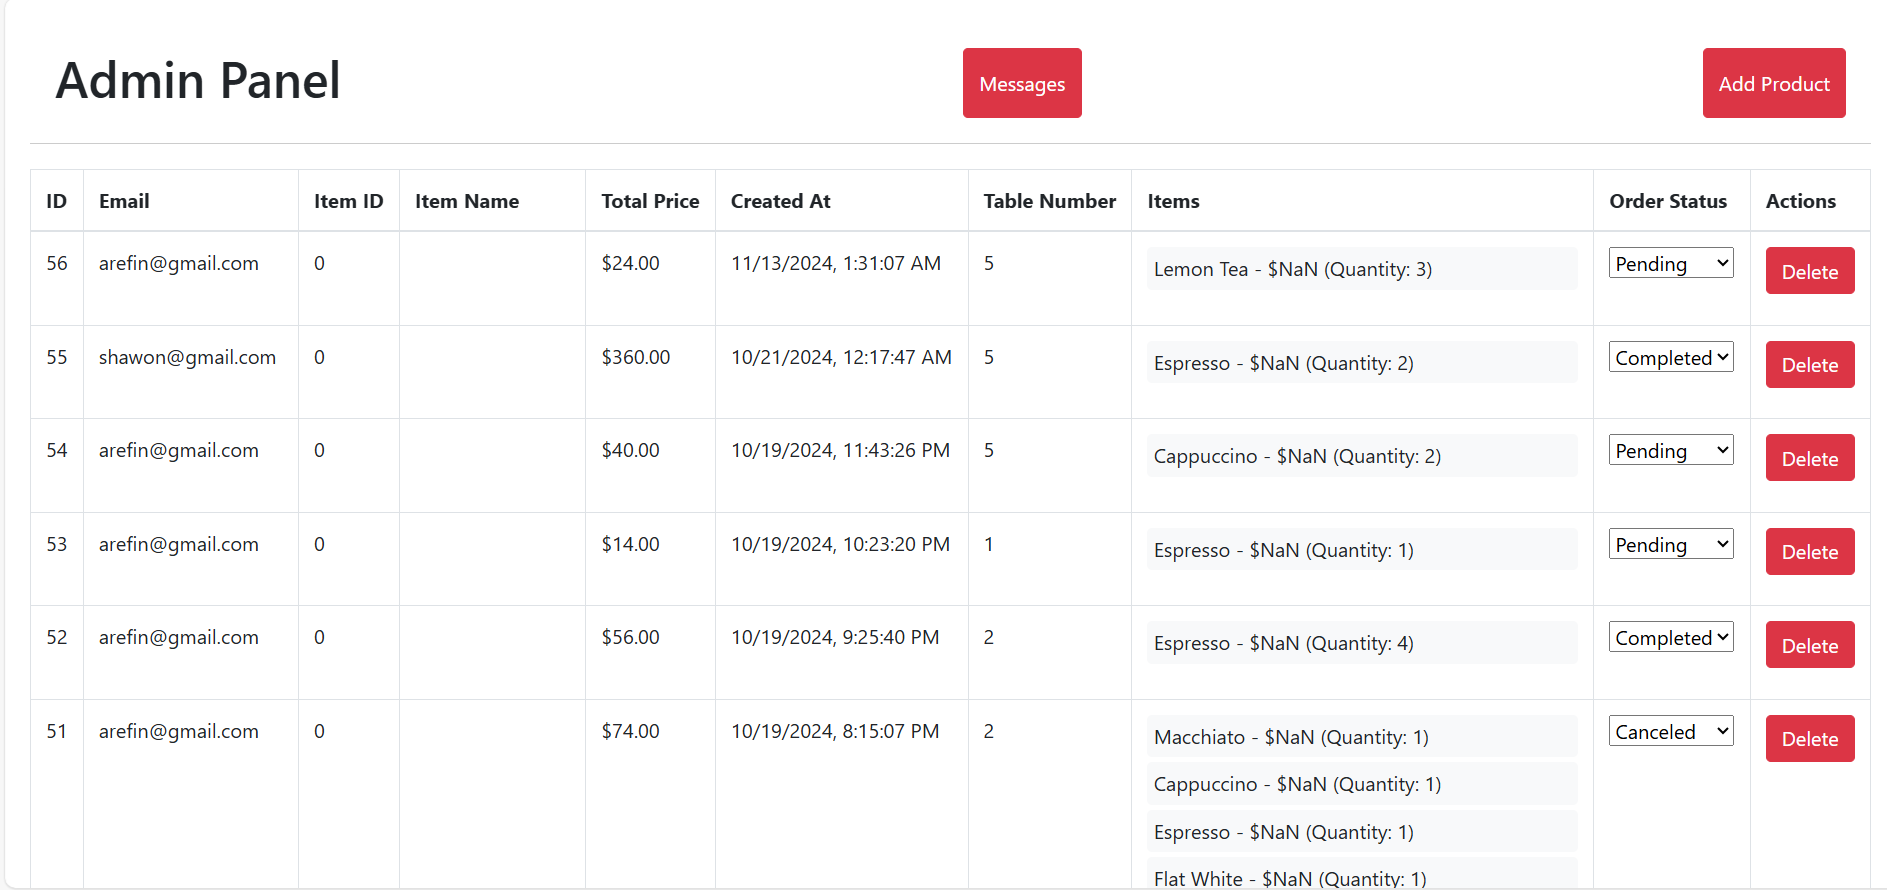 Admin Panel
Messages
Add Product
ID Email Item ID Item Name Total Price Created At Table Number Items Order Status Actions
56 arefin@gmail.com 0 $24.00 11/13/2024, 1:31:07 AM 5 Lemon Tea - $NaN (Quantity: 3) Pending Delete
55 shawon@gmail.com 0 $360.00 10/21/2024, 12:17:47 AM 5 Espresso - $NaN (Quantity: 2) Completed Delete
54 arefin@gmail.com 0 $40.00 10/19/2024, 11:43:26 PM 5 Cappuccino - $NaN (Quantity: 2) Pending Delete
53 arefin@gmail.com 0 $14.00 10/19/2024, 10:23:20 PM 1 Espresso - $NaN (Quantity: 1) Pending Delete
52 arefin@gmail.com 0 $56.00 10/19/2024, 9:25:40 PM 2 Espresso - $NaN (Quantity: 4) Completed Delete
51 arefin@gmail.com 0 $74.00 10/19/2024, 8:15:07 PM 2 Macchiato - $NaN (Quantity: 1) Canceled Delete
Cappuccino - $NaN (Quantity: 1)
Espresso - $NaN (Quantity: 1)
Flat White - $NaN (Quantity: 1)